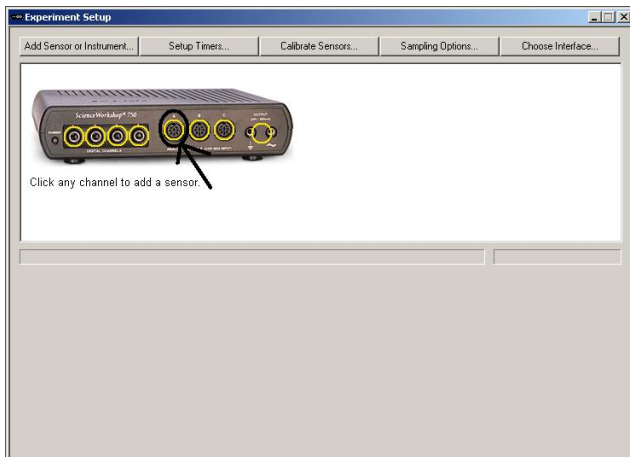 Experiment Setup
Add Sensor or Instrument... Setup Timers... Calibrate Sensors... Sampling Options... Choose Interface...
ScienceWorkshop® 750
A B C
OUTPUT
POWER
DIGITAL CHANNELS
Click any channel to add a sensor.